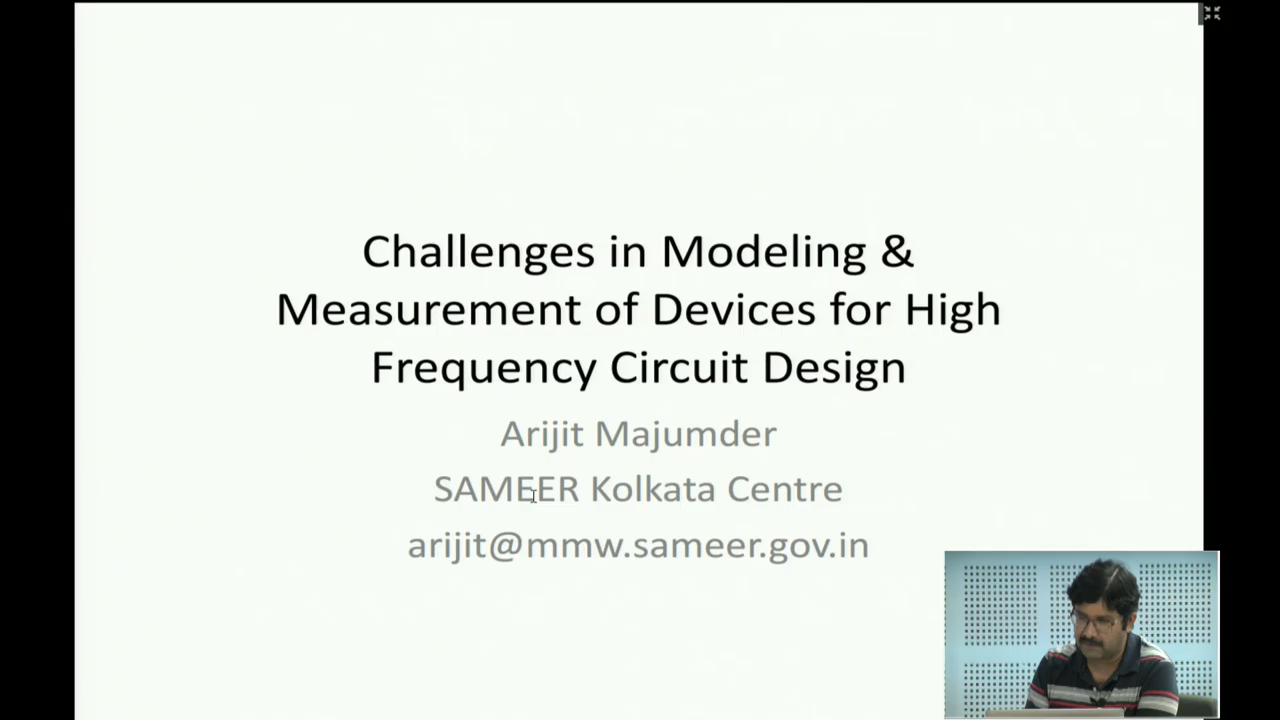 Challenges in Modeling &
Measurement of Devices for High
Frequency Circuit Design
Arijit Majumder
SAMEER Kolkata Centre
arijit@mmw.sameer.gov.in